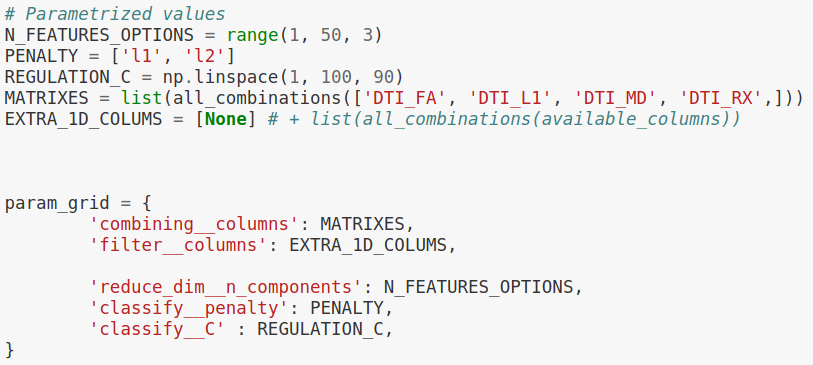 # Parametrized values
N_FEATURES_OPTIONS = range(1, 50, 3)
PENALTY = ['l1', 'l2']
REGULATION_C = np.linspace(1, 100, 90)
MATRIXES = list(all_combinations(['DTI_FA', 'DTI_L1', 'DTI_MD', 'DTI_RX',]))
EXTRA_1D_COLUMS = [None] # + list(all_combinations(available_columns))
param_grid = {
'combining__columns': MATRIXES,
'filter__columns': EXTRA_1D_COLUMS,
'reduce_dim__n_components': N_FEATURES_OPTIONS,
'classify__penalty': PENALTY,
'classify__C' : REGULATION_C,
}